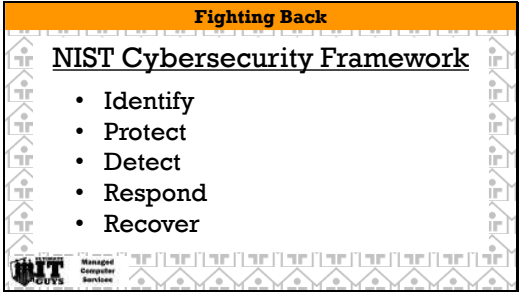 Fighting Back
NIST Cybersecurity Framework
• Identify
• Protect
• Detect
• Respond
• Recover
IT
GUYS
Managed
Computer
Services